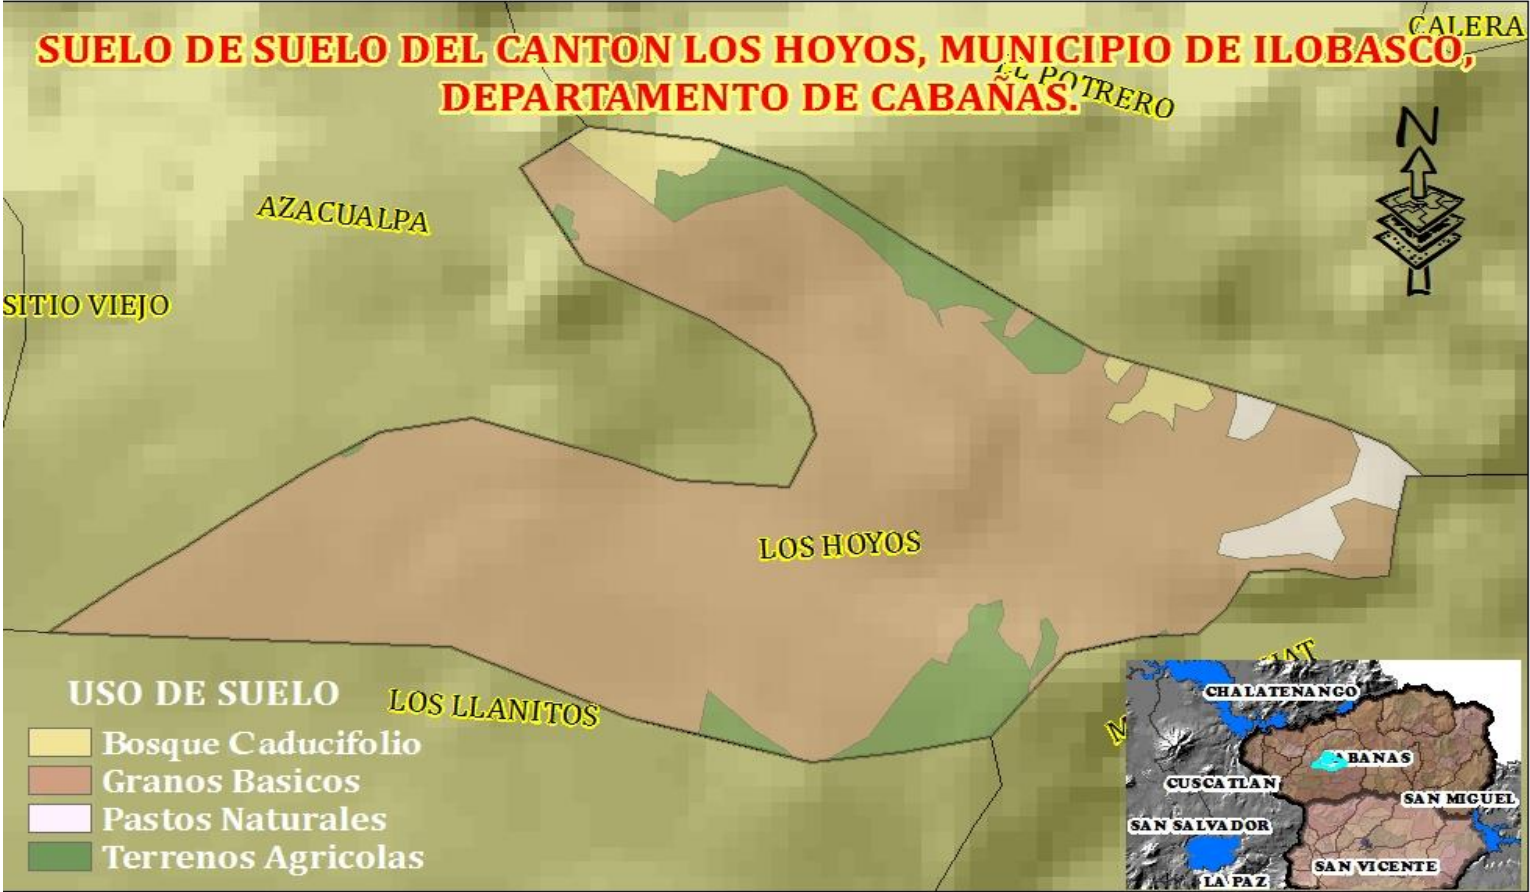 SUELO DE SUELO DEL CANTON LOS HOYOS, MUNICIPIO DE ILOBASCO,
DEPARTAMENTO DE CABAÑAS.
CALERA
EL POTRERO
N
AZACUALPA
SITIO VIEJO
LOS HOYOS
LOS LLANITOS
USO DE SUELO
Bosque Caducifolio
Granos Basicos
Pastos Naturales
Terrenos Agricolas
CHALATENANGO
ABANAS
CUSCATLAN
SAN MIGUEL
SAN SALVADOR
SAN VICENTE
LA PAZ